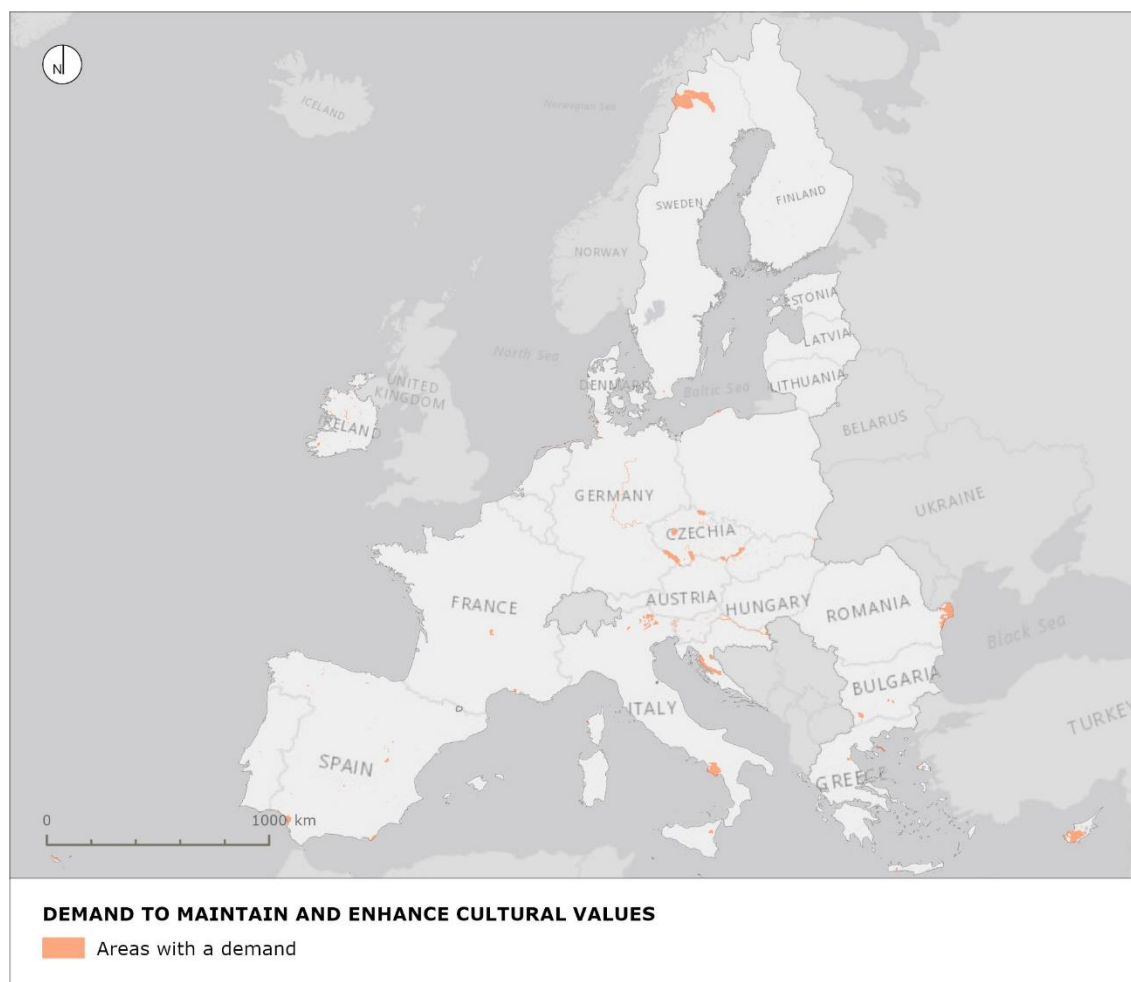 N
ICELAND
Norwegian Sea
SWEDEN
FINLAND
NORWAY
ESTONIA
North Sea
LATVIA
UNITED
KINGDOM
DENMARK
Baltic Sea
LITHUANIA
IRELAND
BELARUS
GERMANY
UKRAINE
CZECHIA
FRANCE
AUSTRIA
HUNGARY
ROMANIA
Black Sea
ITALY
BULGARIA
TURKEY
SPAIN
GREECE
0
1000 km
DEMAND TO MAINTAIN AND ENHANCE CULTURAL VALUES
Areas with a demand